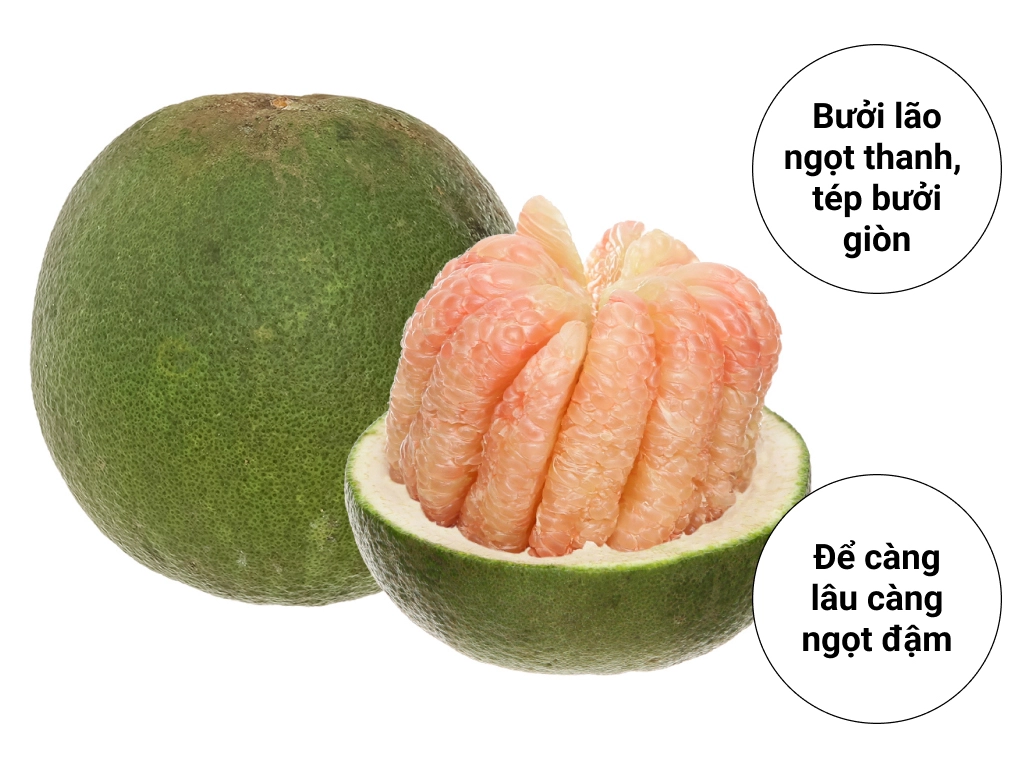 Bưởi lão
ngọt thanh,
tép bưởi
giòn
Để càng
lâu càng
ngọt đậm